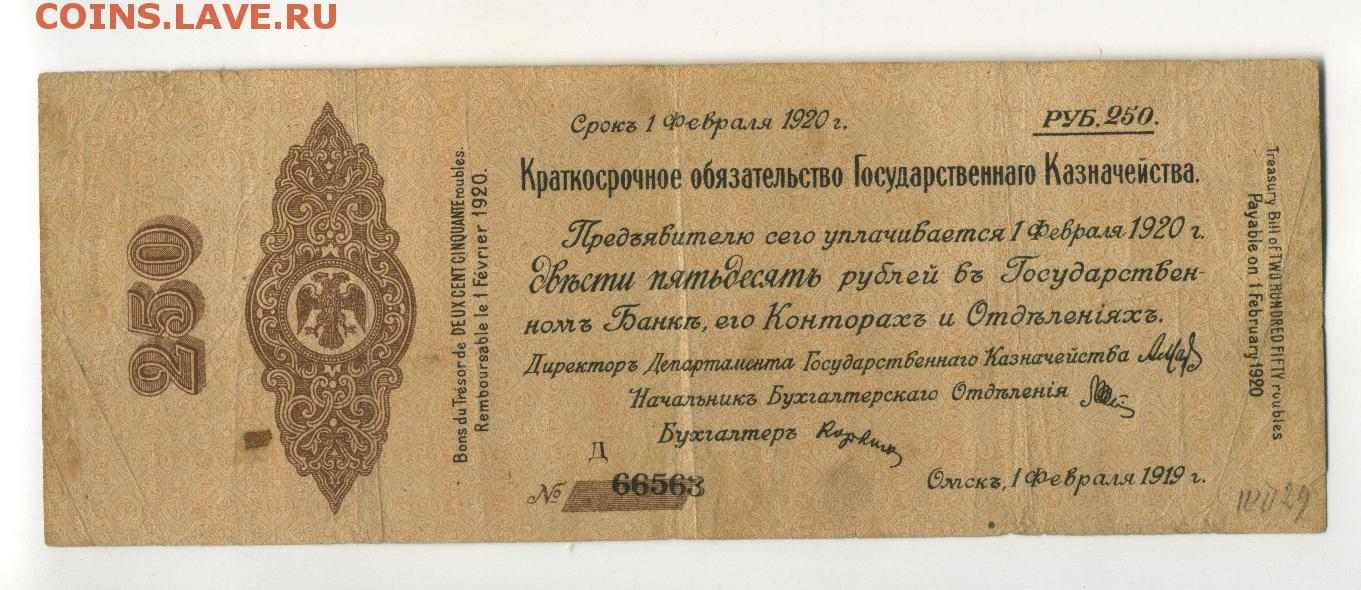 COINS.LAVE.RU
250
Bons du Trésor de DEUX CENT CINQUANTE roubles.
Remboursable le 1 Février 1920.
Срокъ 1 Февраля 1920 г.
РУБ. 250.
Краткосрочное обязательство Государственнаго Казначейства.
Предъявителю сего уплачивается 1 Февраля 1920 г.
двѣсти пятьдесятъ рублей въ Государствен-
номъ Банкѣ, его Конторахъ и Отдѣленіяхъ.
Директоръ Департамента Государственнаго Казначейства
Начальникъ Бухгалтерскаго Отдѣленія
Бухгалтеръ
Д
№ 66563
Омскъ, 1 Февраля 1919 г.
Treasury Bill of TWO HUNDRED FIFTY roubles
Payable on 1 February 1920